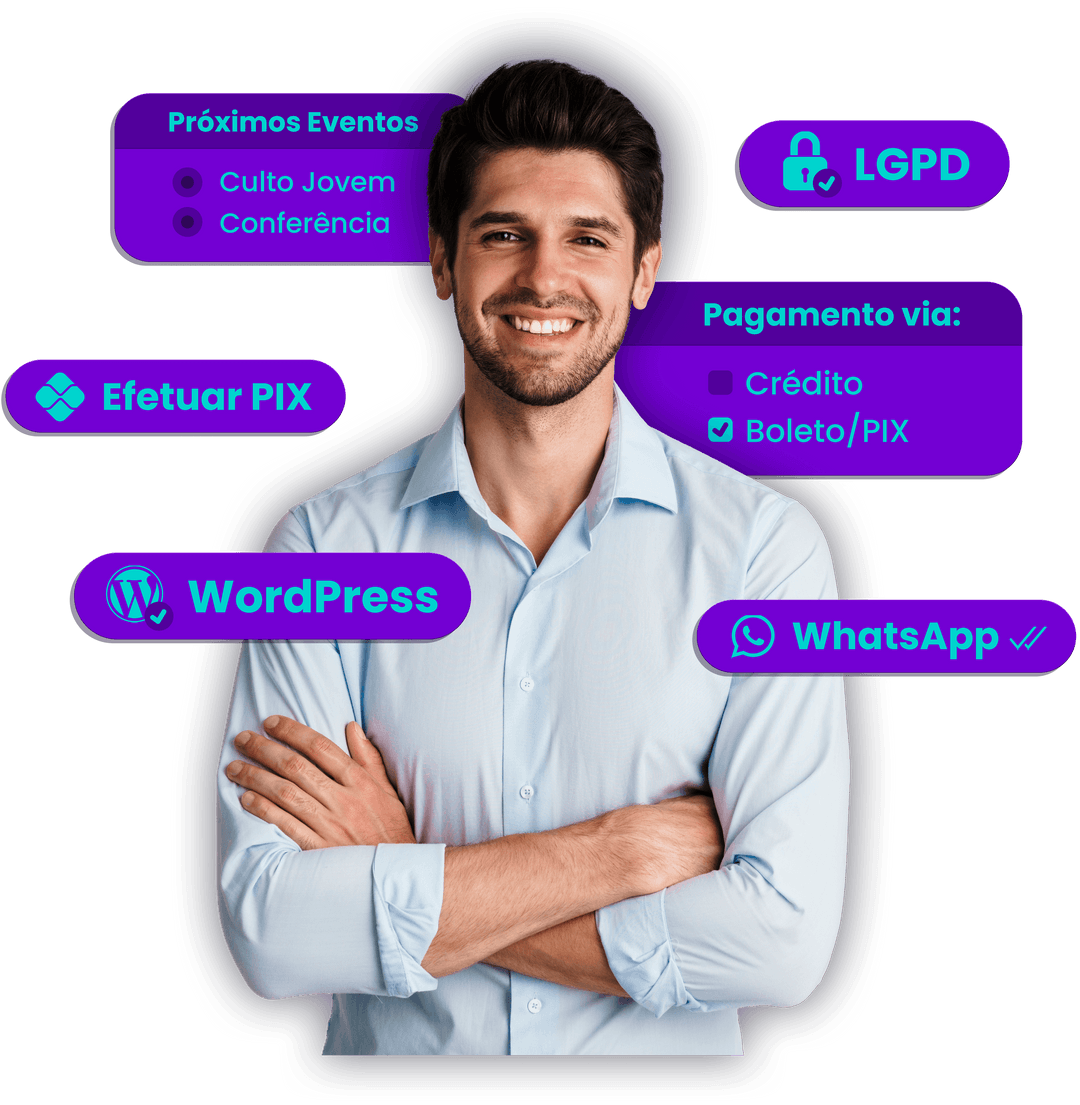 Próximos Eventos
Culto Jovem
Conferência
LGPD
Pagamento via:
Crédito
Boleto/PIX
Efetuar PIX
WordPress
WhatsApp